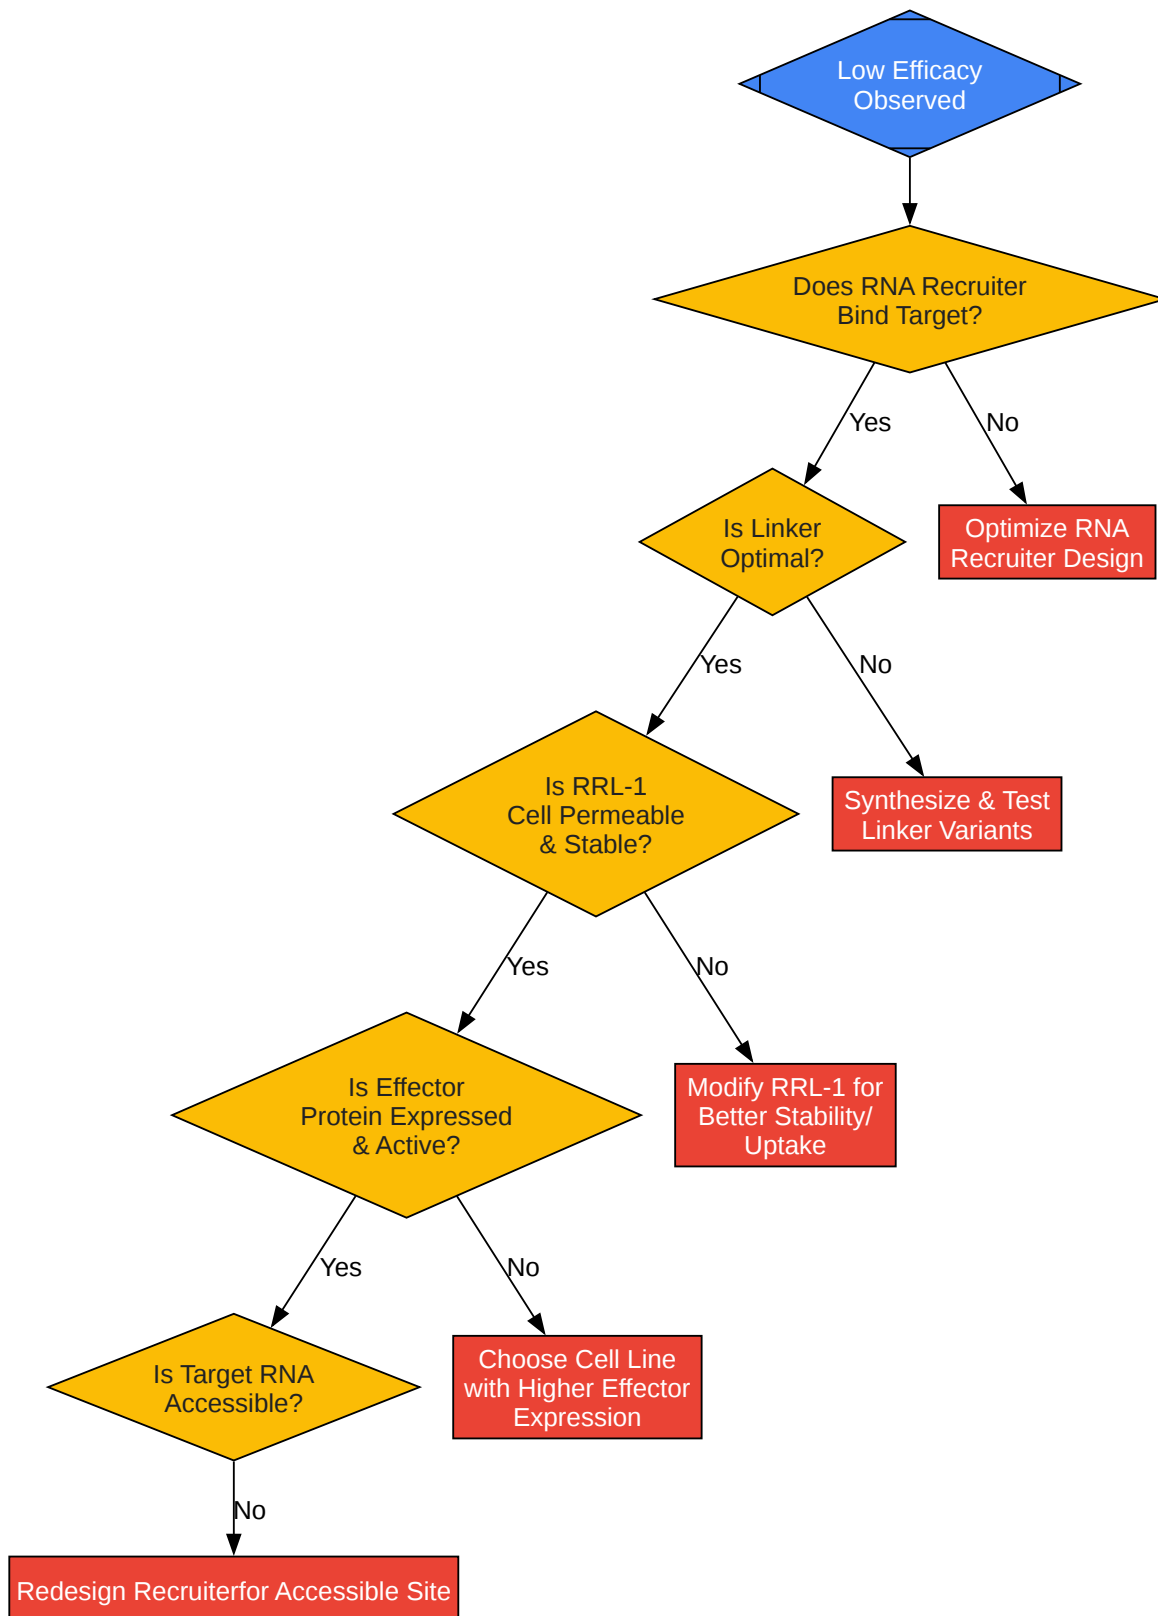 Low Efficacy
Observed
Does RNA Recruiter
Bind Target?
Yes
No
Is Linker
Optimal?
Optimize RNA
Recruiter Design
Yes
No
Is RRL-1
Cell Permeable
& Stable?
Synthesize & Test
Linker Variants
Yes
No
Is Effector
Protein Expressed
& Active?
Modify RRL-1 for
Better Stability/
Uptake
Yes
No
Is Target RNA
Accessible?
Choose Cell Line
with Higher Effector
Expression
No
Redesign Recruiterfor Accessible Site